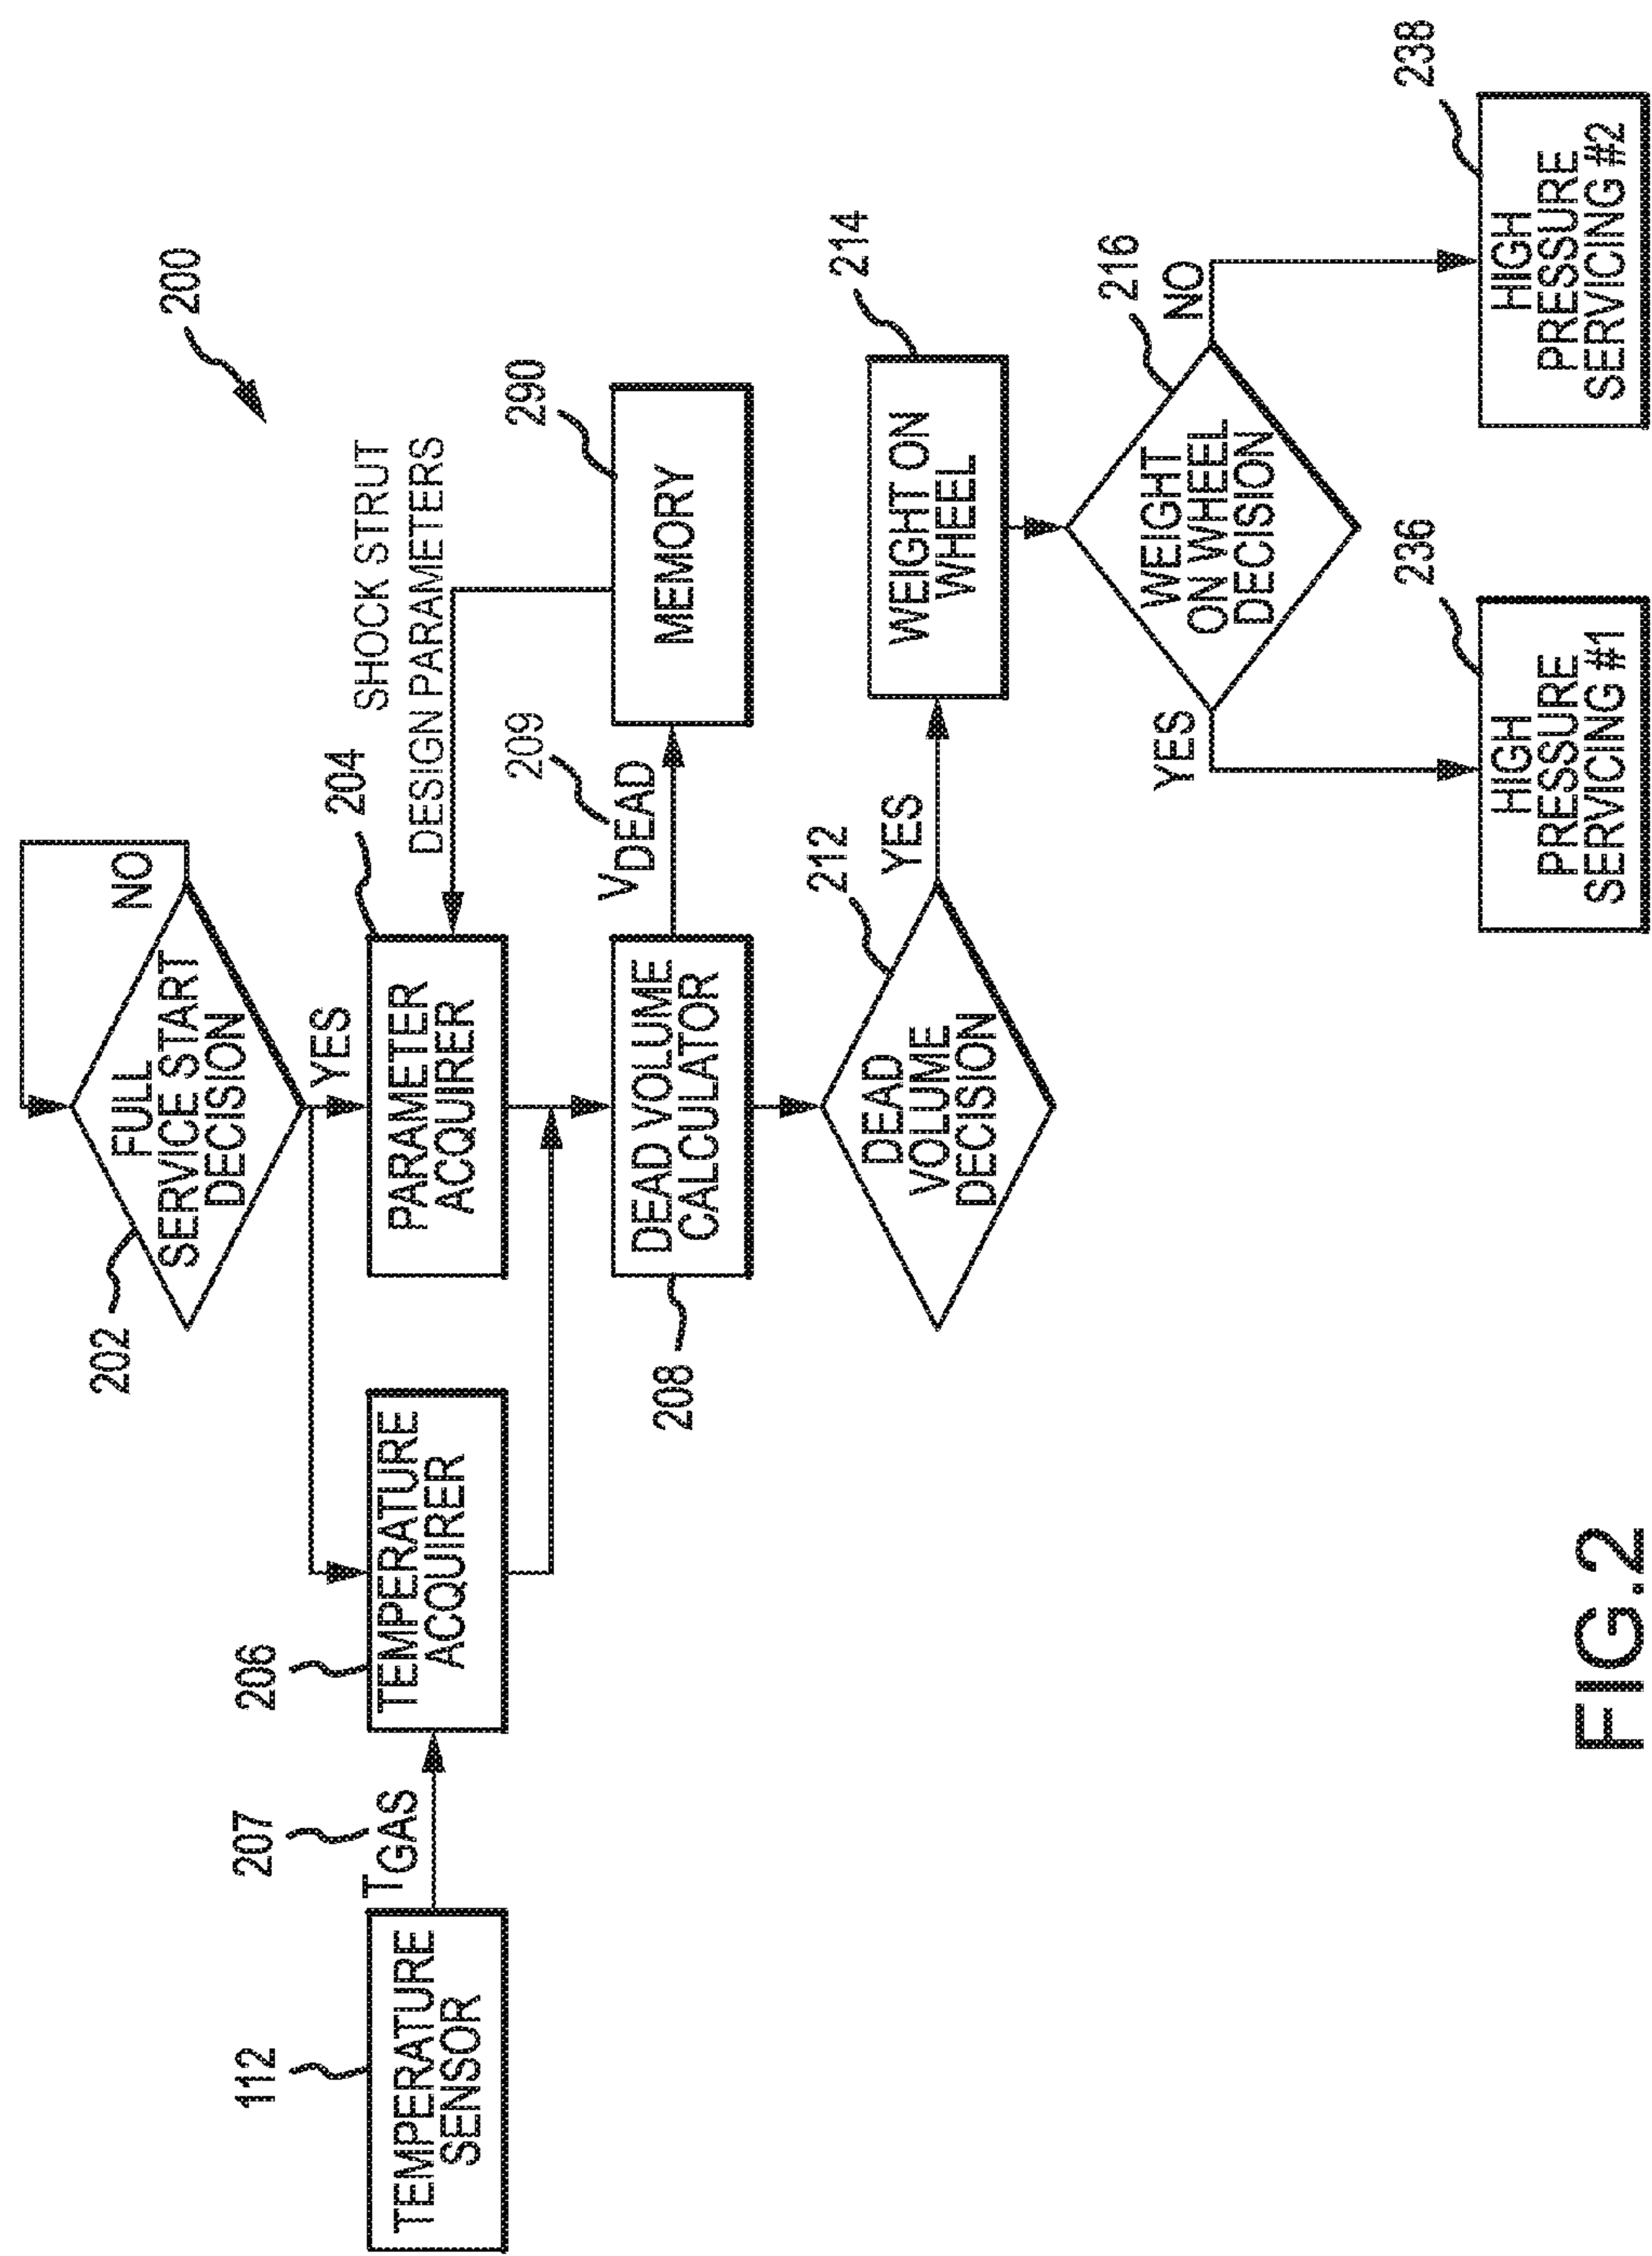 200
202
FULL
SERVICE START
DECISION
NO
YES
SHOCK STRUT
DESIGN PARAMETERS
112
TEMPERATURE
SENSOR
207
TGAS
206
TEMPERATURE
ACQUIRER
204
PARAMETER
ACQUIRER
290
MEMORY
209
VDEAD
208
DEAD VOLUME
CALCULATOR
212
DEAD
VOLUME
DECISION
YES
214
WEIGHT ON
WHEEL
216
WEIGHT
ON WHEEL
DECISION
YES
NO
236
HIGH
PRESSURE
SERVICING #1
238
HIGH
PRESSURE
SERVICING #2
FIG.2